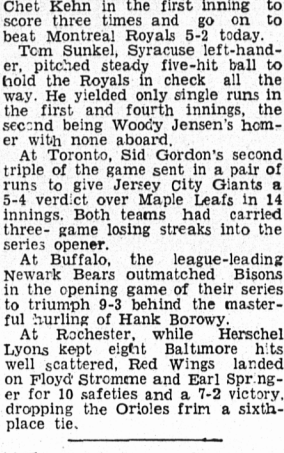 Chet Kehn in the first inning to
score three times and go on to
beat Montreal Royals 5-2 today.
Tom Sunkel, Syracuse left-hand-
er, pitched steady five-hit ball to
hold the Royals in check all the
way. He yielded only single runs in
the first and fourth innings, the
second being Woody Jensen's hom-
er with none aboard.
At Toronto, Sid Gordon's second
triple of the game sent in a pair of
runs to give Jersey City Giants a
5-4 verdict over Maple Leafs in 14
innings. Both teams had carried
three- game losing streaks into the
series opener.
At Buffalo, the league-leading
Newark Bears outmatched Bisons
in the opening game of their series
to triumph 9-3 behind the master-
ful hurling of Hank Borowy.
At Rochester, while Herschel
Lyons kept eight Baltimore hits
well scattered, Red Wings landed
on Floyd Stromme and Earl Spring-
er for 10 safeties and a 7-2 victory,
dropping the Orioles frim a sixth-
place tie.